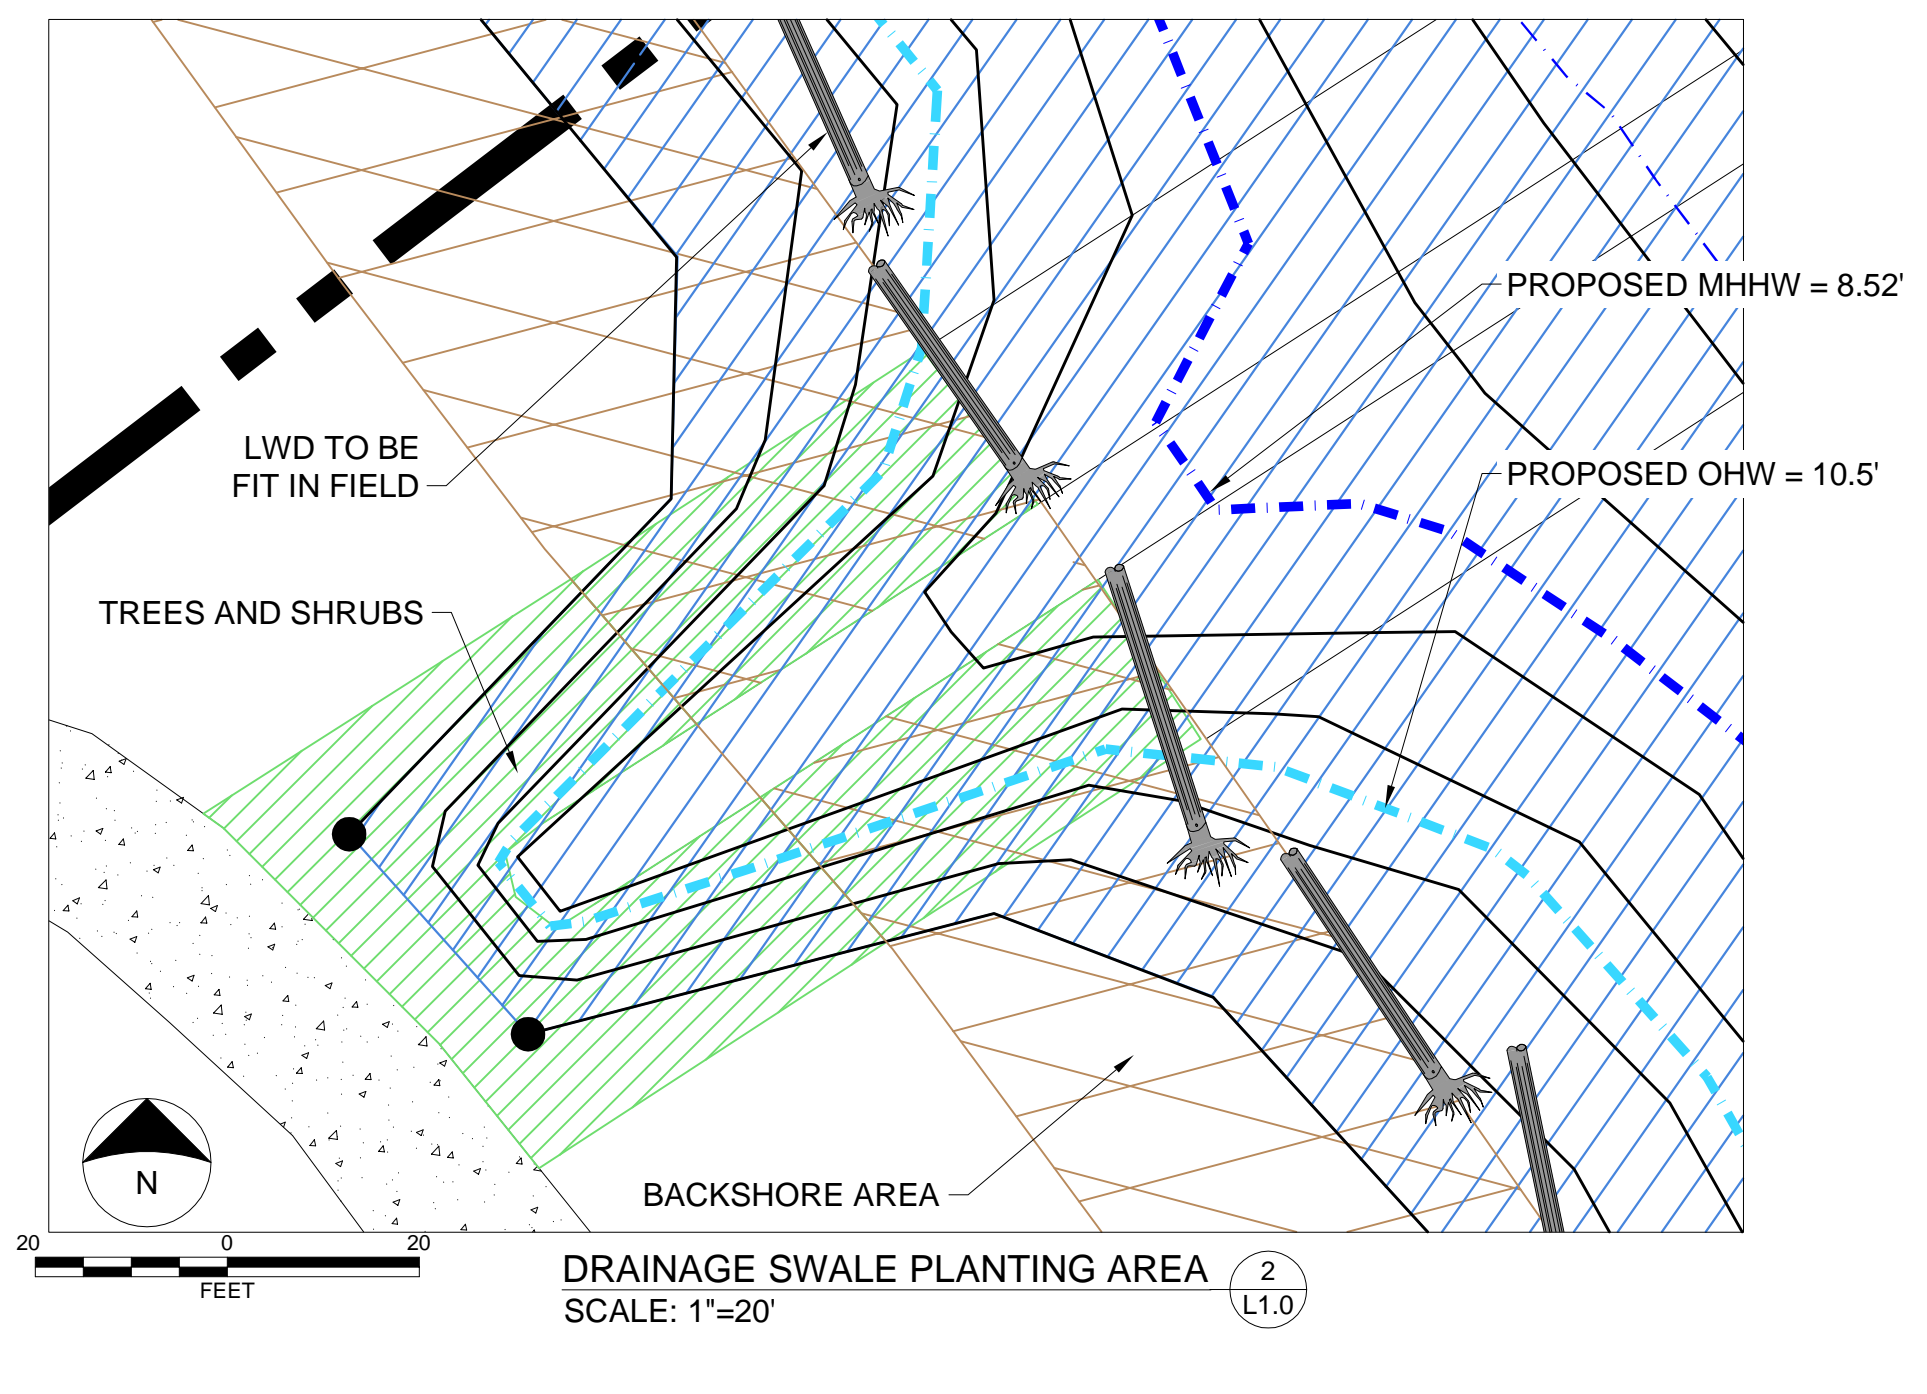 PROPOSED MHHW = 8.52'
LWD TO BE
FIT IN FIELD
PROPOSED OHW = 10.5'
TREES AND SHRUBS
N
BACKSHORE AREA
20 0 20
FEET
DRAINAGE SWALE PLANTING AREA
SCALE: 1"=20'
2
L1.0